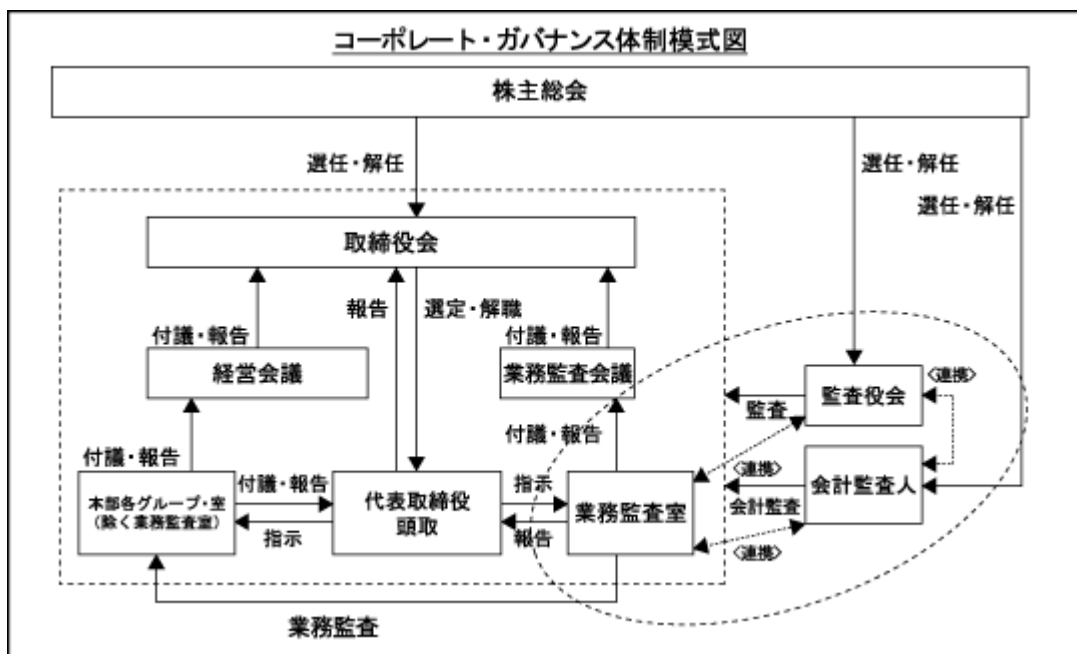 コーポレート・ガバナンス体制模式図
株主総会
選任・解任
選任・解任
選任・解任
取締役会
報告
選定・解職
付議・報告
付議・報告
経営会議
業務監査会議
監査役会
〈連携〉
監査
付議・報告
付議・報告
本部各グループ・室
（除く業務監査室）
付議・報告
指示
代表取締役
頭取
指示
報告
業務監査室
〈連携〉
会計監査
〈連携〉
会計監査人
業務監査